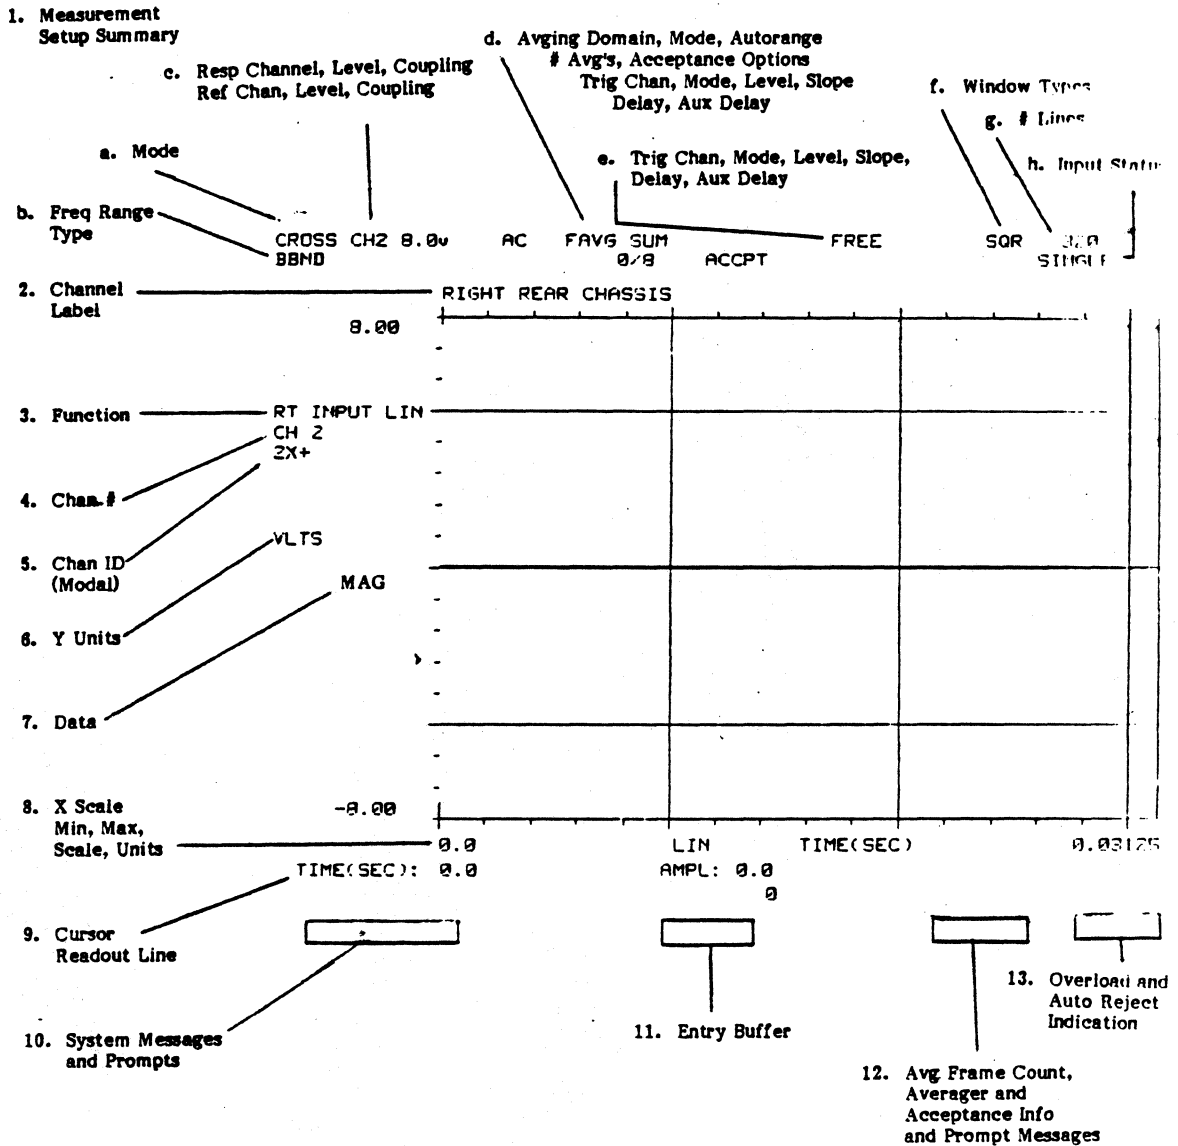 1. Measurement
Setup Summary
d. Avging Domain, Mode, Autorange
# Avg's, Acceptance Options
Trig Chan, Mode, Level, Slope
Delay, Aux Delay
c. Resp Channel, Level, Coupling
Ref Chan, Level, Coupling
f. Window Types
g. # Lines
a. Mode
e. Trig Chan, Mode, Level, Slope,
Delay, Aux Delay
h. Input Statu
b. Freq Range
Type
CROSS CH2 8.0v AC FAVG SUM FREE SQR 320
BBND 0/8 ACCPT SINGLE
2. Channel
Label
RIGHT REAR CHASSIS
8.00
3. Function
RT INPUT LIN
CH 2
2X+
4. Chan #
VLTS
5. Chan ID
(Modal)
MAG
6. Y Units
7. Data
8. X Scale
Min, Max,
Scale, Units
-8.00
0.0 LIN TIME(SEC) 0.03125
TIME(SEC): 0.0 AMPL: 0.0
0
9. Cursor
Readout Line
13. Overload and
Auto Reject
Indication
10. System Messages
and Prompts
11. Entry Buffer
12. Avg Frame Count,
Averager and
Acceptance Info
and Prompt Messages